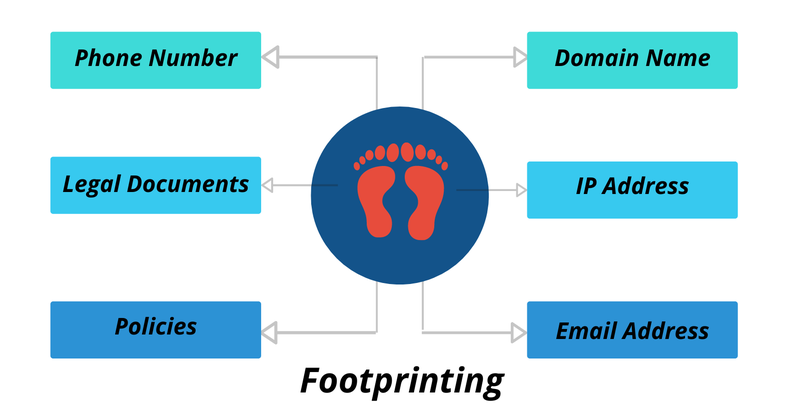 Phone Number
Domain Name
Legal Documents
IP Address
Policies
Email Address
Footprinting